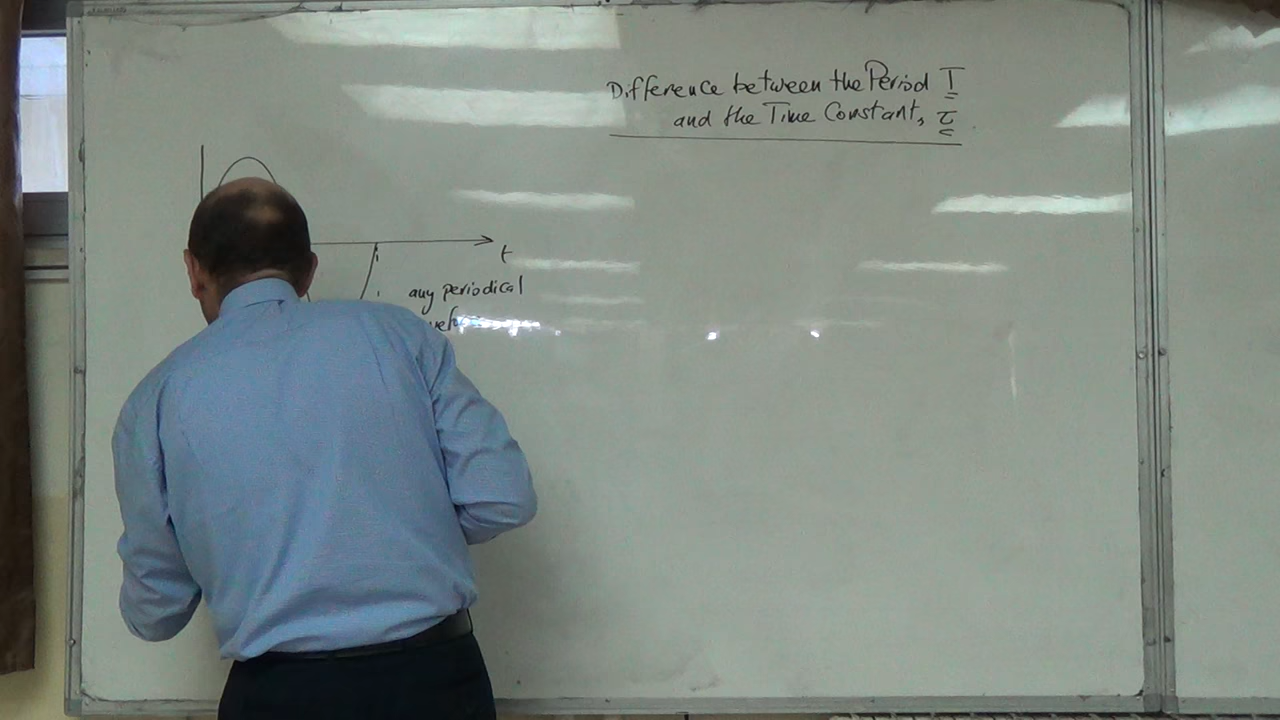 Difference between the Period T
and the Time Constant, τ
t
any periodical